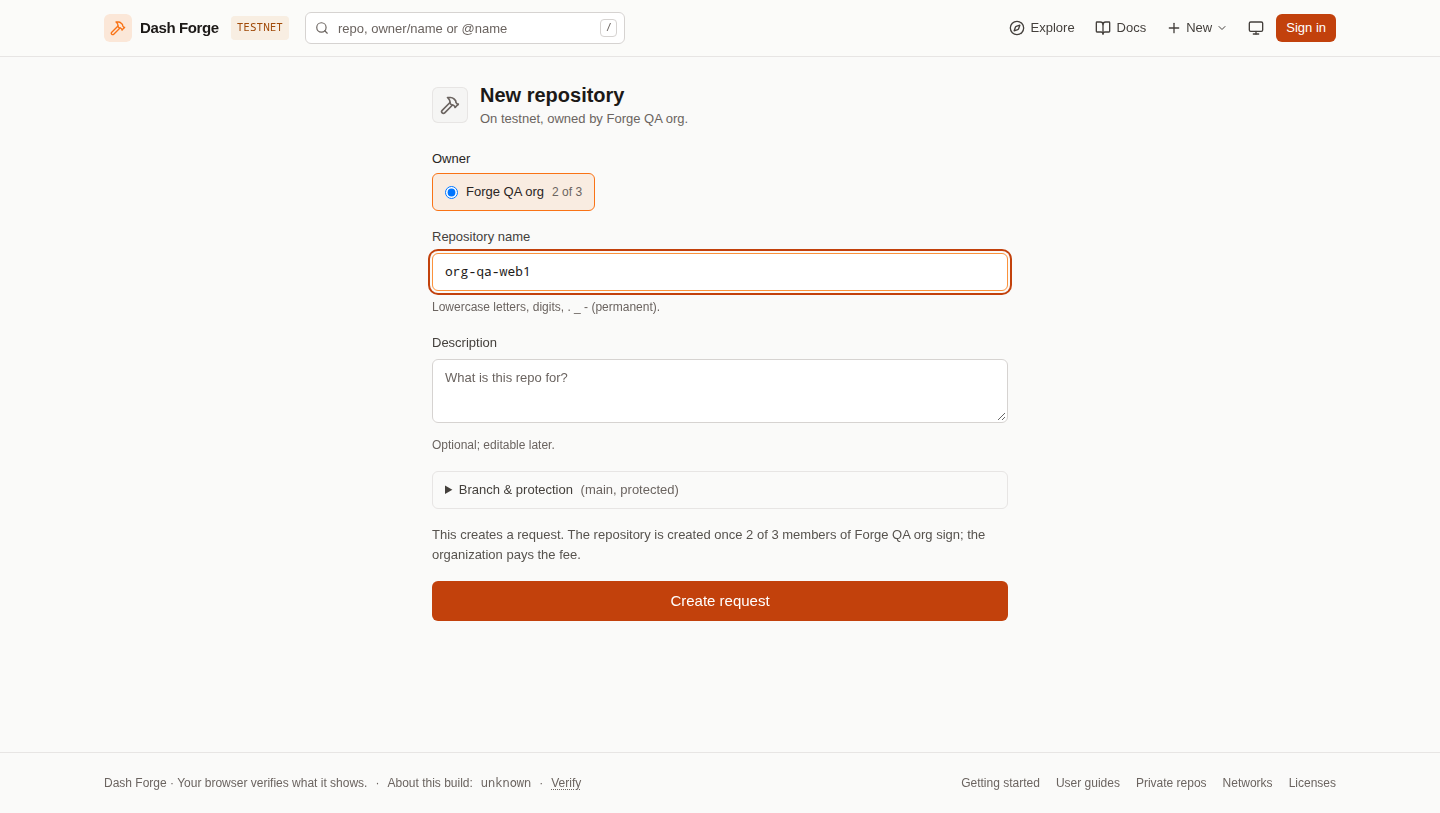 Dash Forge TESTNET repo, owner/name or @name / Explore Docs New Sign in
New repository
On testnet, owned by Forge QA org.
Owner
Forge QA org 2 of 3
Repository name
org-qa-web1
Lowercase letters, digits, . _ - (permanent).
Description
What is this repo for?
Optional; editable later.
Branch & protection (main, protected)
This creates a request. The repository is created once 2 of 3 members of Forge QA org sign; the
organization pays the fee.
Create request
Dash Forge · Your browser verifies what it shows. · About this build: unknown · Verify Getting started User guides Private repos Networks Licenses